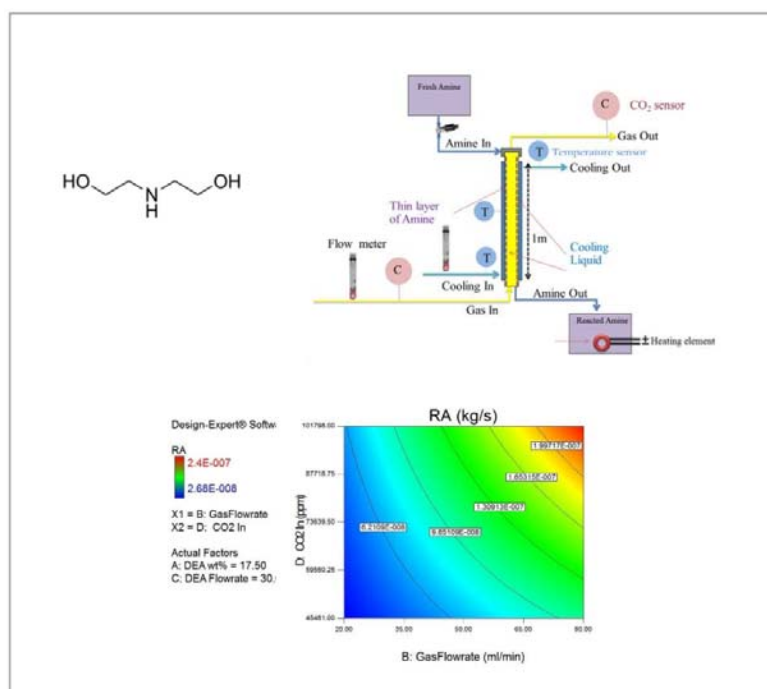 HO
N
H
OH
Fresh Amine
C
CO2 sensor
Gas Out
Amine In
T
Temperature sensor
Cooling Out
Thin layer
of Amine
T
1m
Flow meter
Cooling
Liquid
C
T
Cooling In
Gas In
Amine Out
Reacted Amine
Heating element
Design-Expert® Softwa
RA (kg/s)
RA
2.4E-007
2.68E-008
X1 = B: GasFlowrate
X2 = D: CO2 In
Actual Factors
A: DEA wt% = 17.50
C: DEA Flowrate = 30.
D: CO2 In (ppm)
101798.00
87718.75
73639.50
59560.25
45481.00
1.99717E-007
1.65315E-007
1.30913E-007
9.65109E-008
6.2109E-008
20.00
35.00
50.00
65.00
80.00
B: GasFlowrate (ml/min)